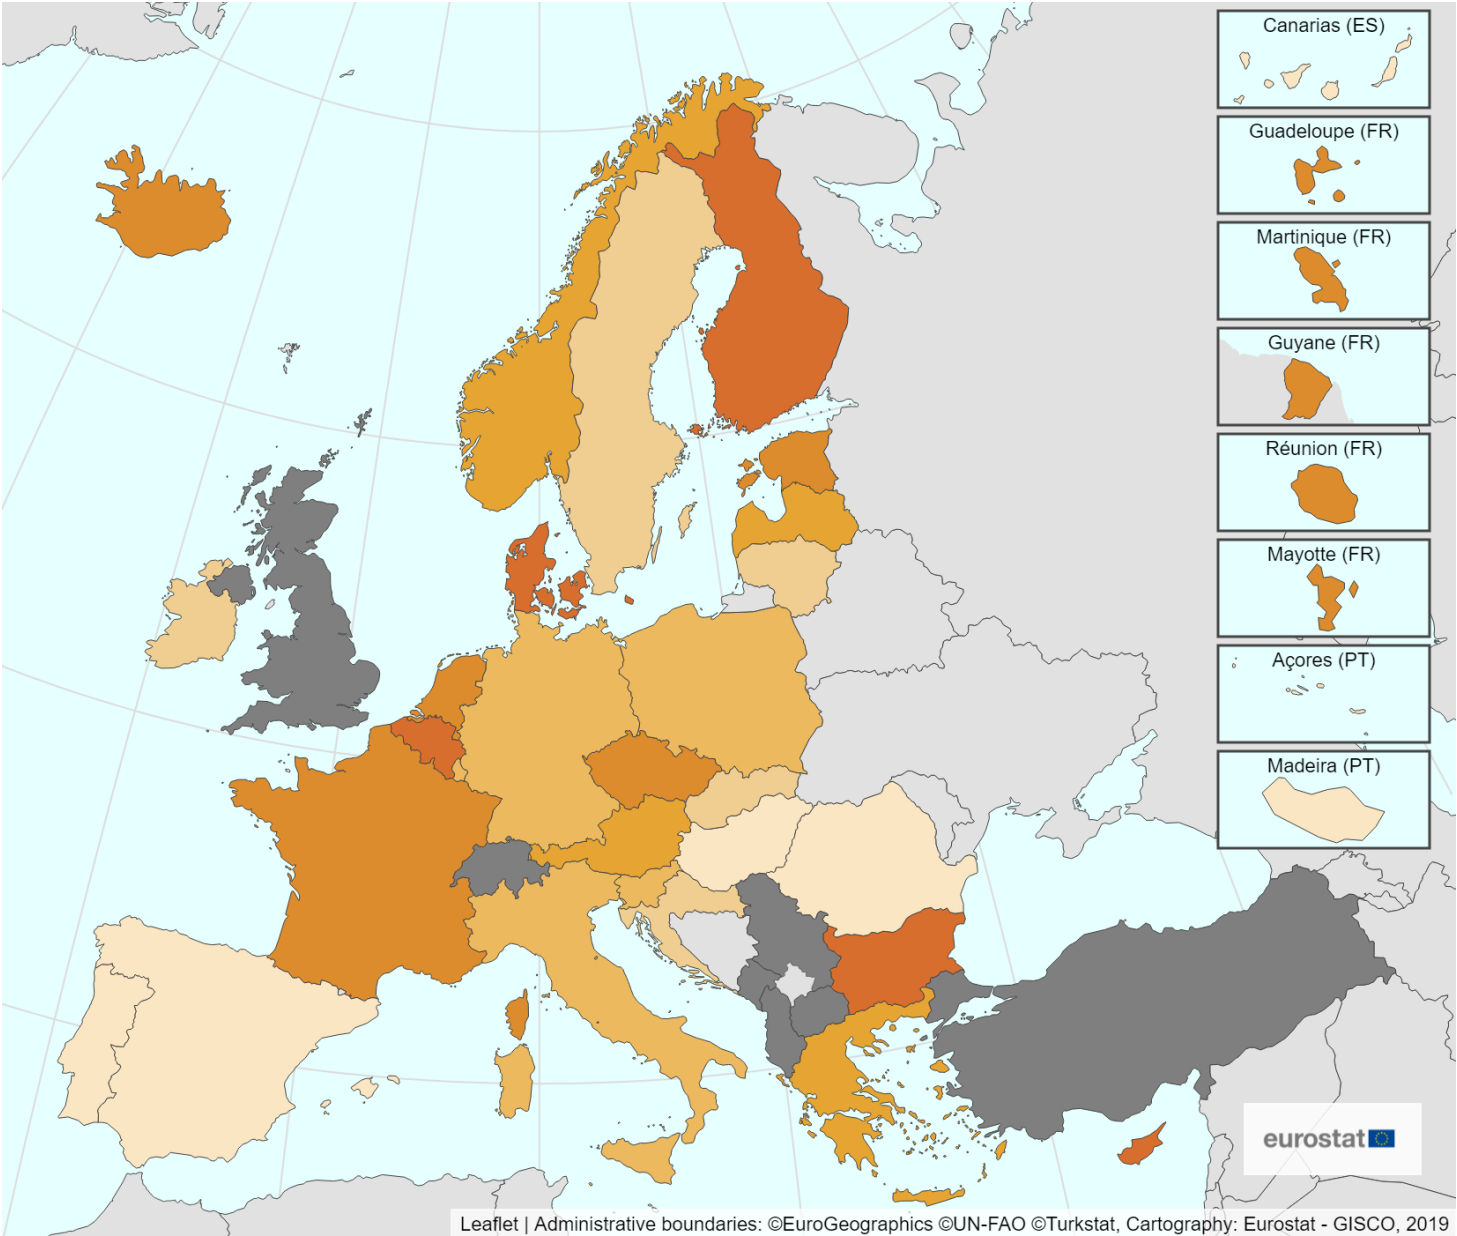 Canarias (ES)
Guadeloupe (FR)
Martinique (FR)
Guyane (FR)
Réunion (FR)
Mayotte (FR)
Açores (PT)
Madeira (PT)
eurostat
Leaflet | Administrative boundaries: ©EuroGeographics ©UN-FAO ©Turkstat, Cartography: Eurostat - GISCO, 2019